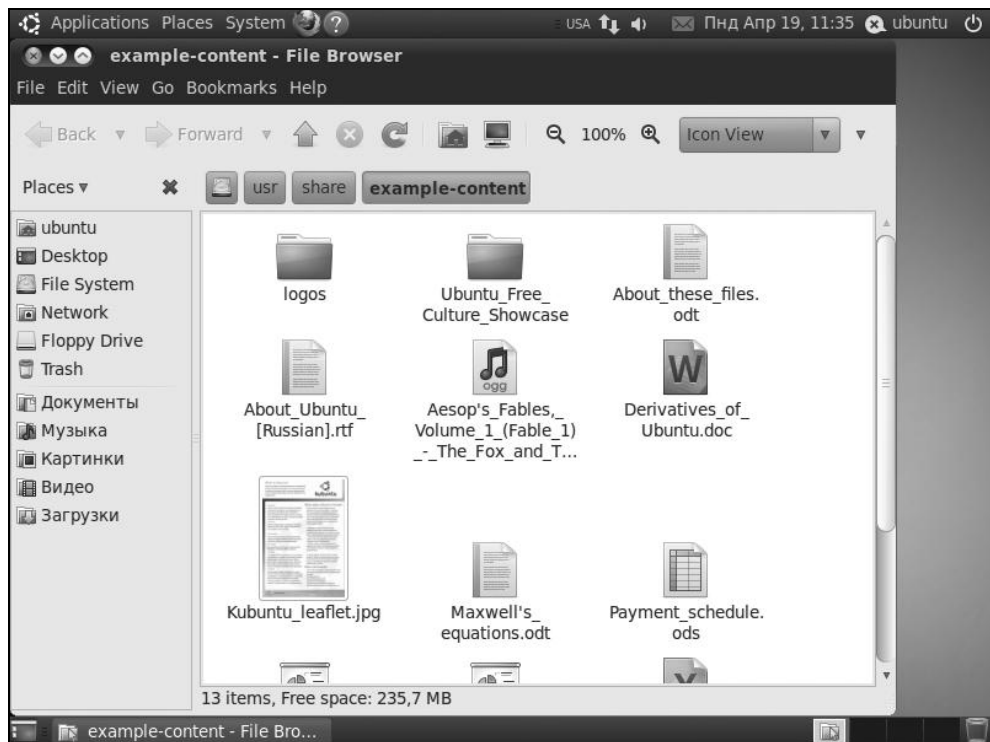 Applications Places System ? USA Пнд Апр 19, 11:35 ubuntu
example-content - File Browser
File Edit View Go Bookmarks Help
Back Forward 100% Icon View
Places usr share example-content
ubuntu
Desktop
File System
Network
Floppy Drive
Trash
Документы
Музыка
Картинки
Видео
Загрузки
logos
Ubuntu_Free_
Culture_Showcase
About_these_files.
odt
About_Ubuntu_
[Russian].rtf
ogg
Aesop's_Fables,_
Volume_1_(Fable_1)
_-_The_Fox_and_T...
W
Derivatives_of_
Ubuntu.doc
kubuntu
Kubuntu_leaflet.jpg
Maxwell's_
equations.odt
Payment_schedule.
ods
13 items, Free space: 235,7 MB
example-content - File Bro...